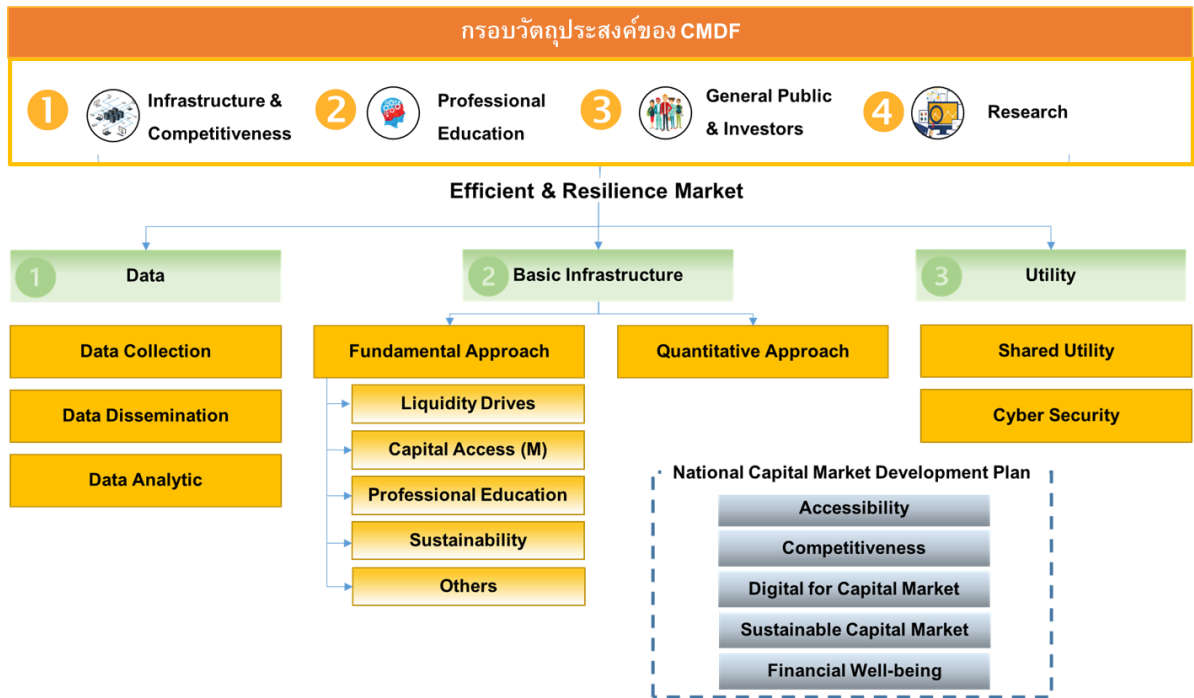 กรอบวัตถุประสงค์ของ CMDF
1
Infrastructure &
Competitiveness
2
Professional
Education
3
General Public
& Investors
4
Research
Efficient & Resilience Market
1
Data
2
Basic Infrastructure
3
Utility
Data Collection
Data Dissemination
Data Analytic
Fundamental Approach
Liquidity Drives
Capital Access (M)
Professional Education
Sustainability
Others
Quantitative Approach
Shared Utility
Cyber Security
National Capital Market Development Plan
Accessibility
Competitiveness
Digital for Capital Market
Sustainable Capital Market
Financial Well-being